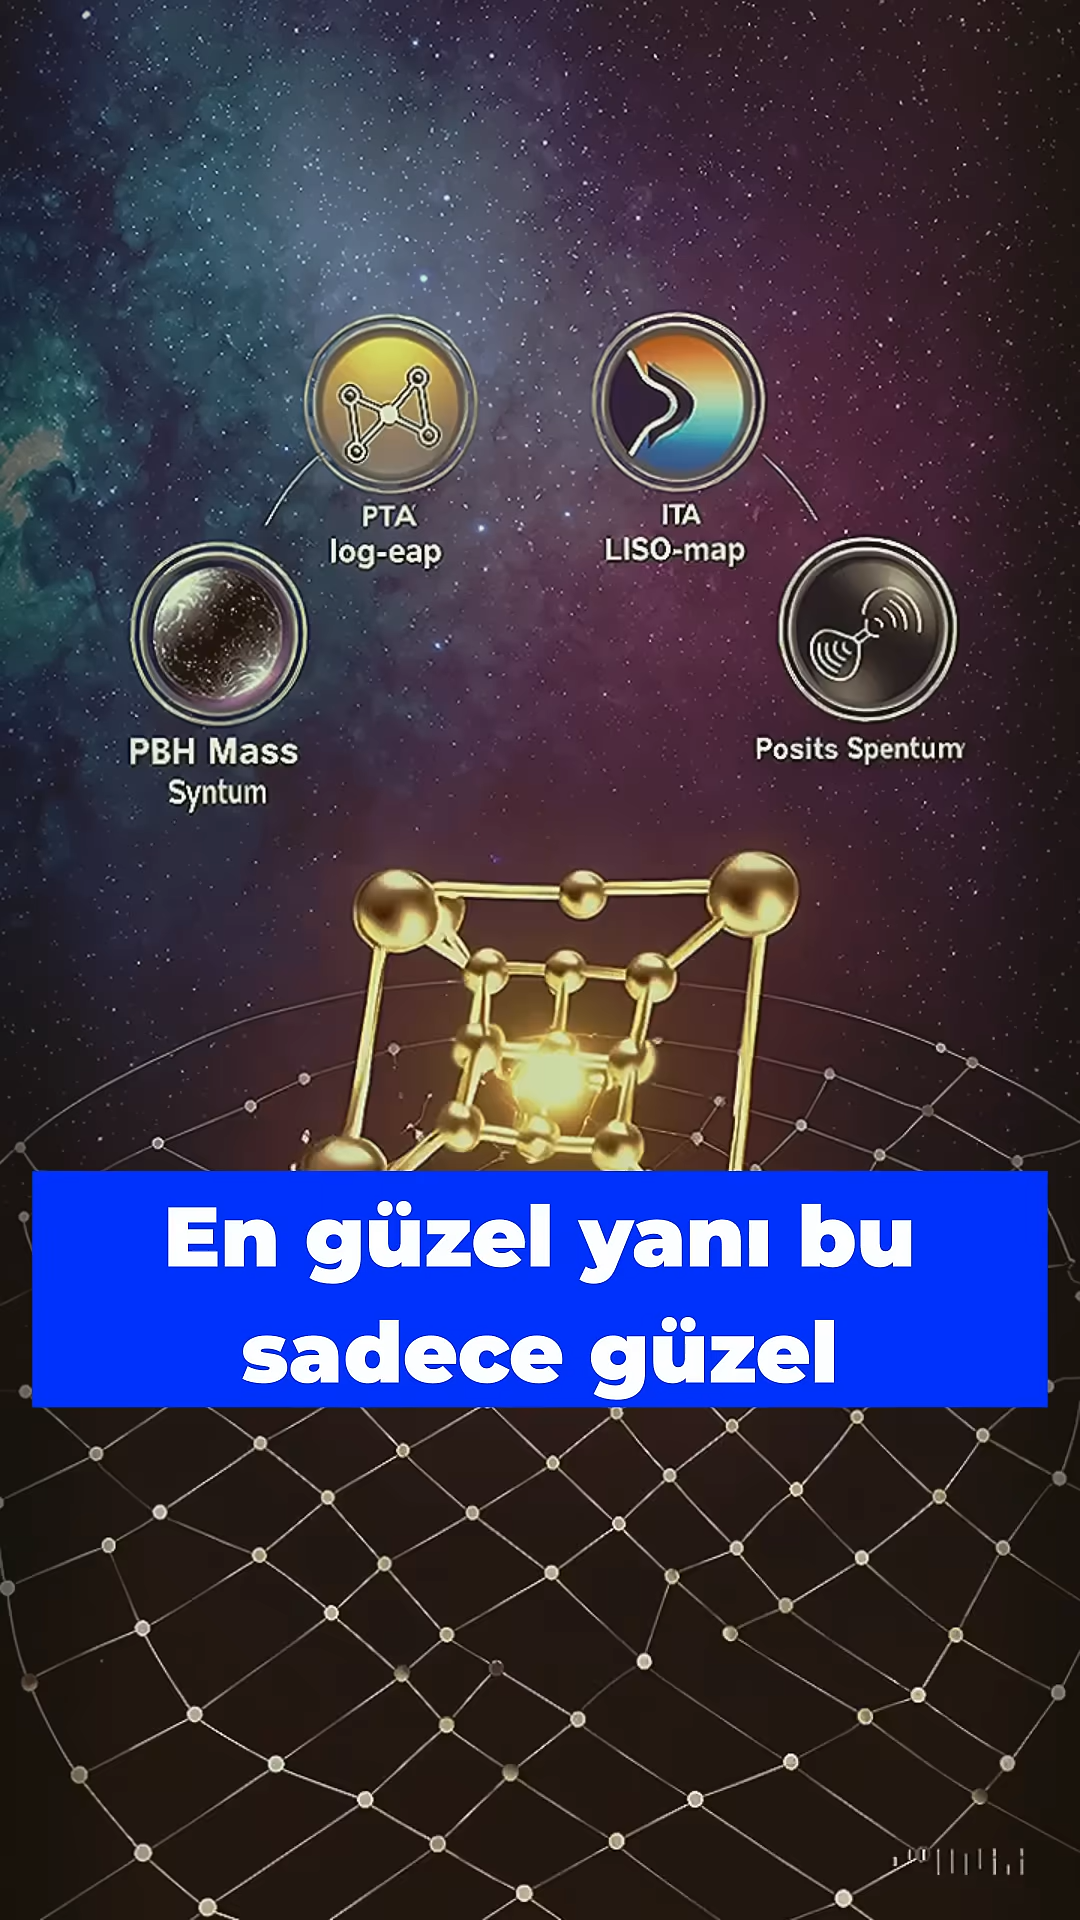 PTA
log-eap
ITA
LISO-map
PBH Mass
Syntum
Posits Spentum
En güzel yanı bu
sadece güzel